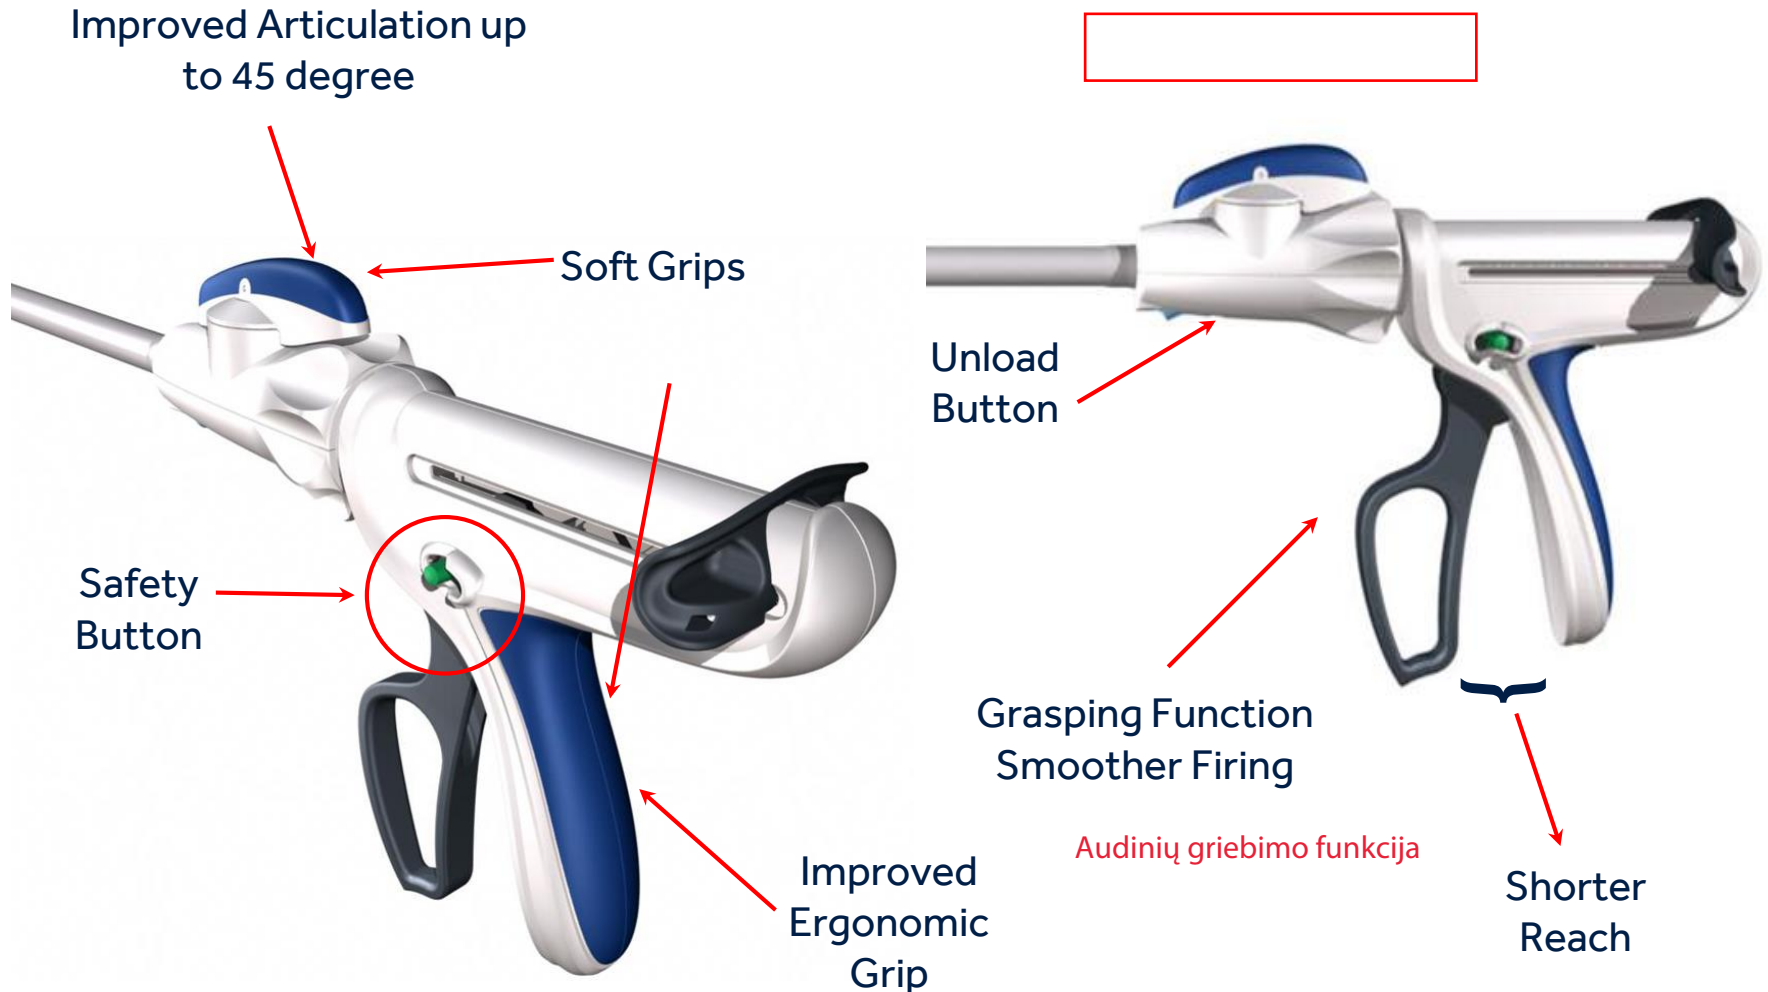 Improved Articulation up
to 45 degree
Soft Grips
Safety
Button
Improved
Ergonomic
Grip
Unload
Button
Grasping Function
Smoother Firing
Audinių griebimo funkcija
Shorter
Reach